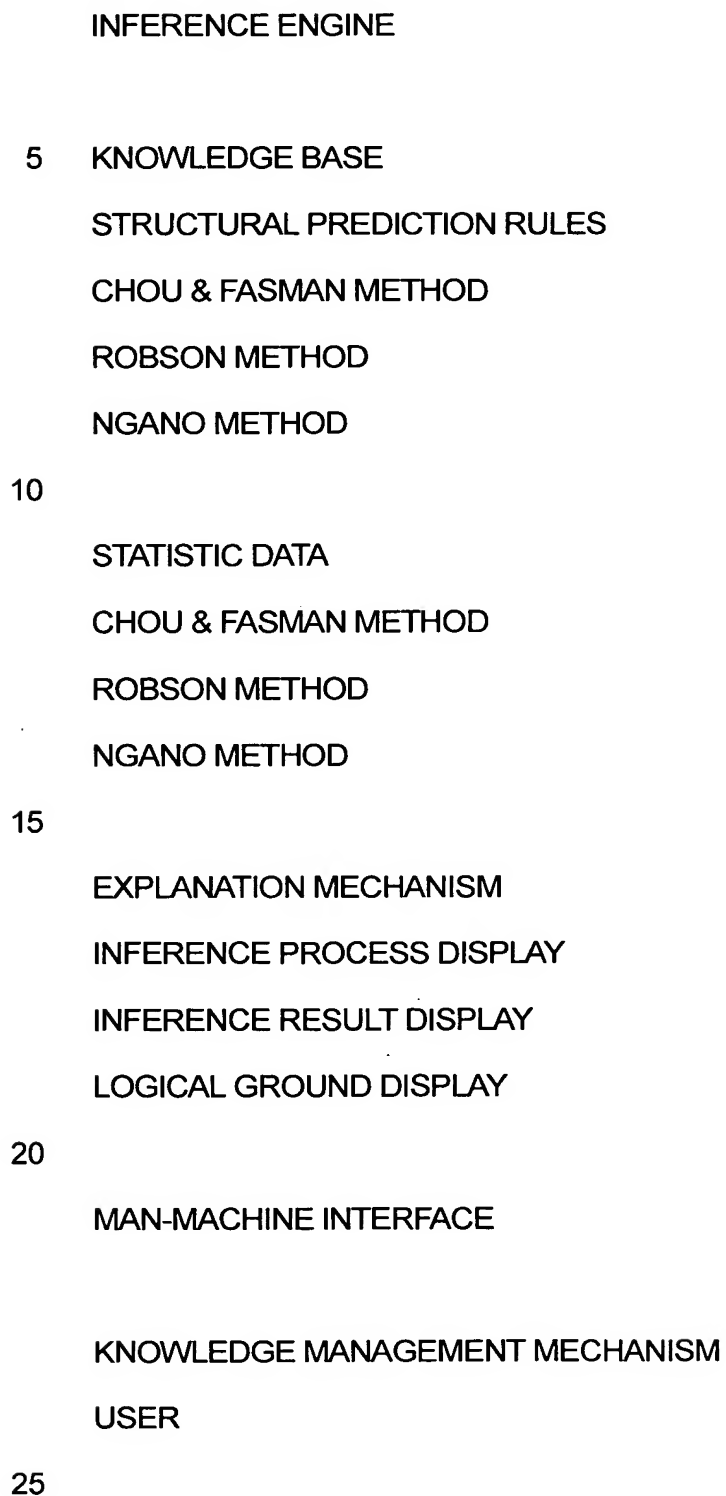 INFERENCE ENGINE
5 KNOWLEDGE BASE
STRUCTURAL PREDICTION RULES
CHOU & FASMAN METHOD
ROBSON METHOD
NGANO METHOD
10
STATISTIC DATA
CHOU & FASMAN METHOD
ROBSON METHOD
NGANO METHOD
15
EXPLANATION MECHANISM
INFERENCE PROCESS DISPLAY
INFERENCE RESULT DISPLAY
LOGICAL GROUND DISPLAY
20
MAN-MACHINE INTERFACE
KNOWLEDGE MANAGEMENT MECHANISM
USER
25